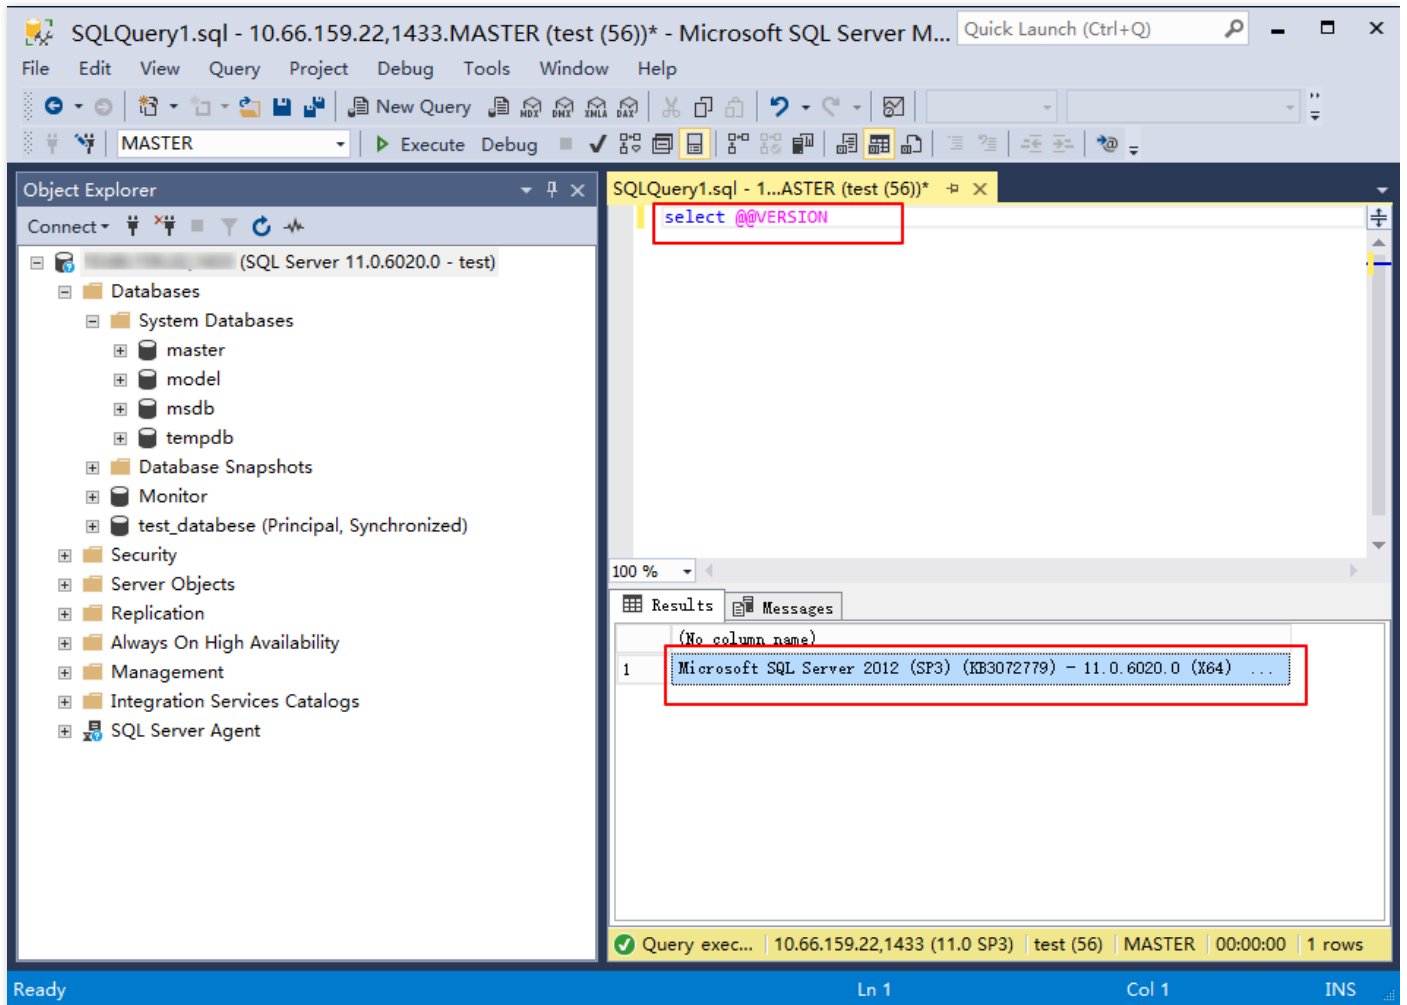 SQLQuery1.sql - 10.66.159.22,1433.MASTER (test (56))* - Microsoft SQL Server M... Quick Launch (Ctrl+Q)
File Edit View Query Project Debug Tools Window Help
New Query MDX DMX XMLA DAX
MASTER Execute Debug
Object Explorer
Connect
(SQL Server 11.0.6020.0 - test)
Databases
System Databases
master
model
msdb
tempdb
Database Snapshots
Monitor
test_databese (Principal, Synchronized)
Security
Server Objects
Replication
Always On High Availability
Management
Integration Services Catalogs
SQL Server Agent
SQLQuery1.sql - 1...ASTER (test (56))*
select @@VERSION
100 %
Results Messages
(No column name)
1 Microsoft SQL Server 2012 (SP3) (KB3072779) - 11.0.6020.0 (X64) ...
Query exec... 10.66.159.22,1433 (11.0 SP3) test (56) MASTER 00:00:00 1 rows
Ready Ln 1 Col 1 INS